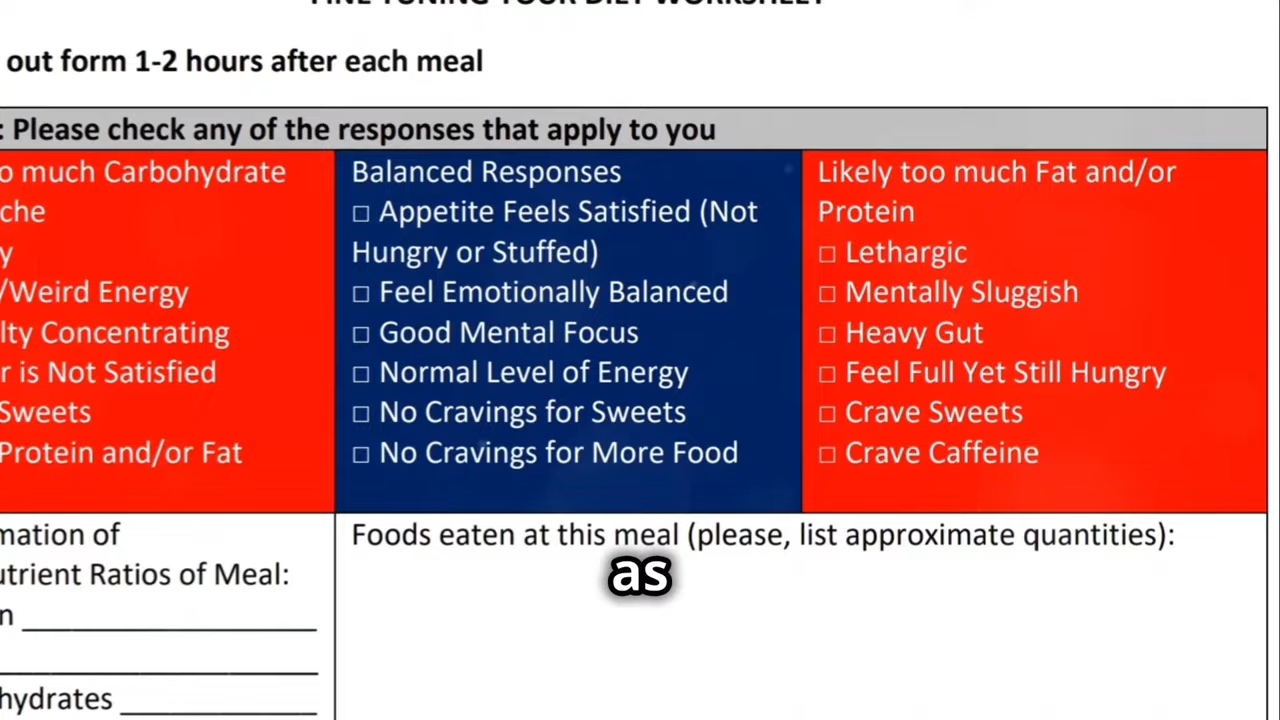 FINE TUNING YOUR DIET WORKSHEET
out form 1-2 hours after each meal
: Please check any of the responses that apply to you
o much Carbohydrate
che
y
/Weird Energy
lty Concentrating
r is Not Satisfied
Sweets
Protein and/or Fat
Balanced Responses
□ Appetite Feels Satisfied (Not
Hungry or Stuffed)
□ Feel Emotionally Balanced
□ Good Mental Focus
□ Normal Level of Energy
□ No Cravings for Sweets
□ No Cravings for More Food
Likely too much Fat and/or
Protein
□ Lethargic
□ Mentally Sluggish
□ Heavy Gut
□ Feel Full Yet Still Hungry
□ Crave Sweets
□ Crave Caffeine
mation of
utrient Ratios of Meal:
n
hydrates
Foods eaten at this meal (please, list approximate quantities):
as